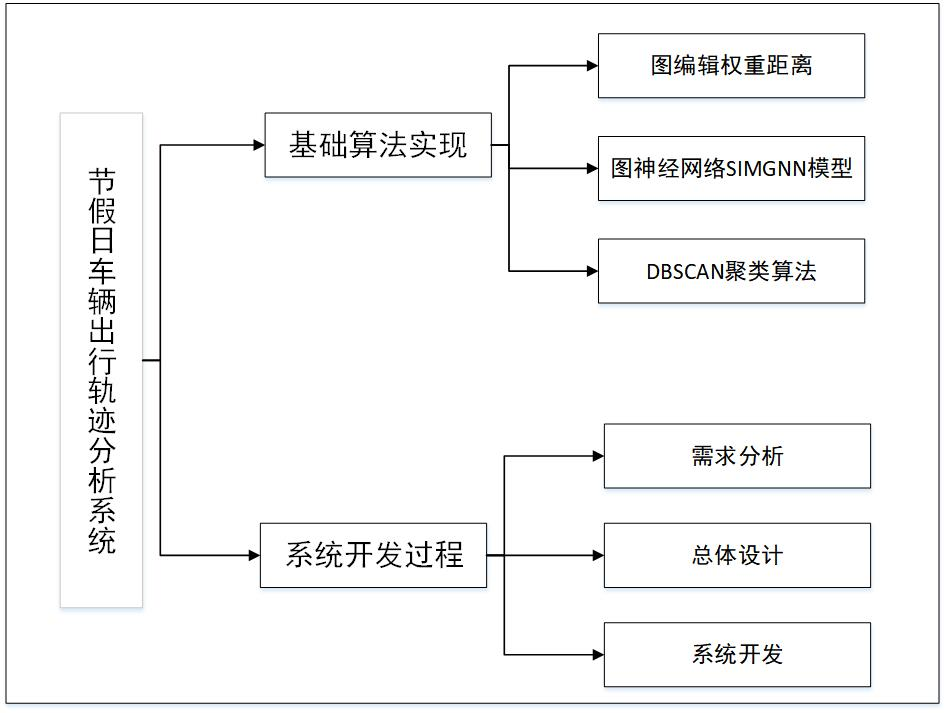 节假日车辆出行轨迹分析系统
基础算法实现
图编辑权重距离
图神经网络SIMGNN模型
DBSCAN聚类算法
系统开发过程
需求分析
总体设计
系统开发